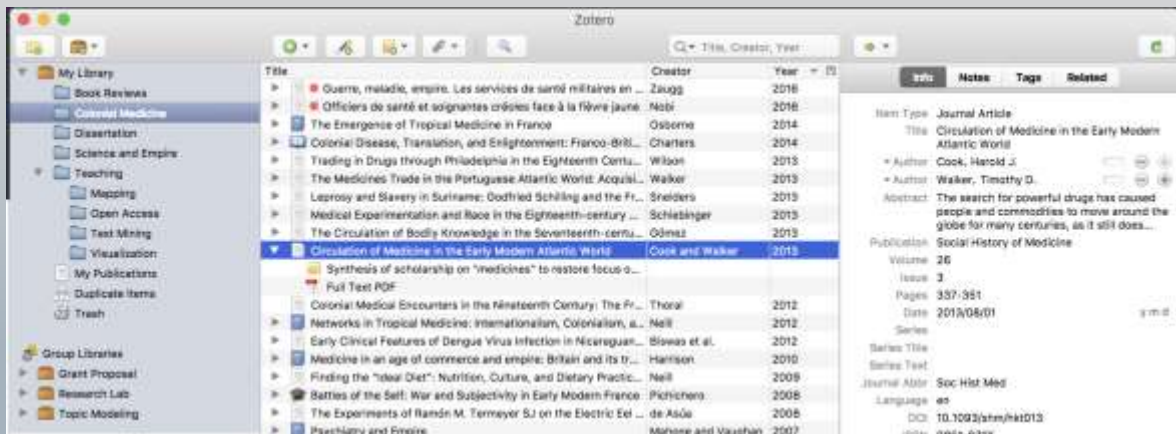 Zotero
Title, Creator, Year
My Library
Book Reviews
Colonial Medicine
Dissertation
Science and Empire
Teaching
Mapping
Open Access
Text Mining
Visualization
My Publications
Duplicate Items
Trash
Group Libraries
Grant Proposal
Research Lab
Topic Modeling
Title Creator Year
Guerre, maladie, empire. Les services de santé militaires en ... Zaugg 2016
Officiers de santé et soignantes créoles face à la fièvre jaune Nobi 2016
The Emergence of Tropical Medicine in France Osborne 2014
Colonial Disease, Translation, and Enlightenment: Franco-Briti... Charters 2014
Trading in Drugs through Philadelphia in the Eighteenth Centu... Wilson 2013
The Medicines Trade in the Portuguese Atlantic World: Acquisi... Walker 2013
Leprosy and Slavery in Suriname: Godfried Schilling and the Fr... Snelders 2013
Medical Experimentation and Race in the Eighteenth-century ... Schiebinger 2013
The Circulation of Bodily Knowledge in the Seventeenth-centu... Gómez 2013
Circulation of Medicine in the Early Modern Atlantic World Cook and Walker 2013
Synthesis of scholarship on "medicines" to restore focus o...
Full Text PDF
Colonial Medical Encounters in the Nineteenth Century: The Fr... Thoral 2012
Networks in Tropical Medicine: Internationalism, Colonialism, a... Neill 2012
Early Clinical Features of Dengue Virus Infection in Nicaraguan... Biswas et al. 2012
Medicine in an age of commerce and empire: Britain and its tr... Harrison 2010
Finding the "Ideal Diet": Nutrition, Culture, and Dietary Practic... Neill 2009
Battles of the Self: War and Subjectivity in Early Modern France Pichichero 2008
The Experiments of Ramón M. Termeyer SJ on the Electric Eel ... de Asúa 2008
Psychiatry and Empire Mahone and Vaughan 2007
Info Notes Tags Related
Item Type Journal Article
Title Circulation of Medicine in the Early Modern
Atlantic World
Author Cook, Harold J.
Author Walker, Timothy D.
Abstract The search for powerful drugs has caused
people and commodities to move around the
globe for many centuries, as it still does...
Publication Social History of Medicine
Volume 26
Issue 3
Pages 337-351
Date 2013/08/01 y m d
Series
Series Title
Series Text
Journal Abbr Soc Hist Med
Language en
DOI 10.1093/shm/hkt013